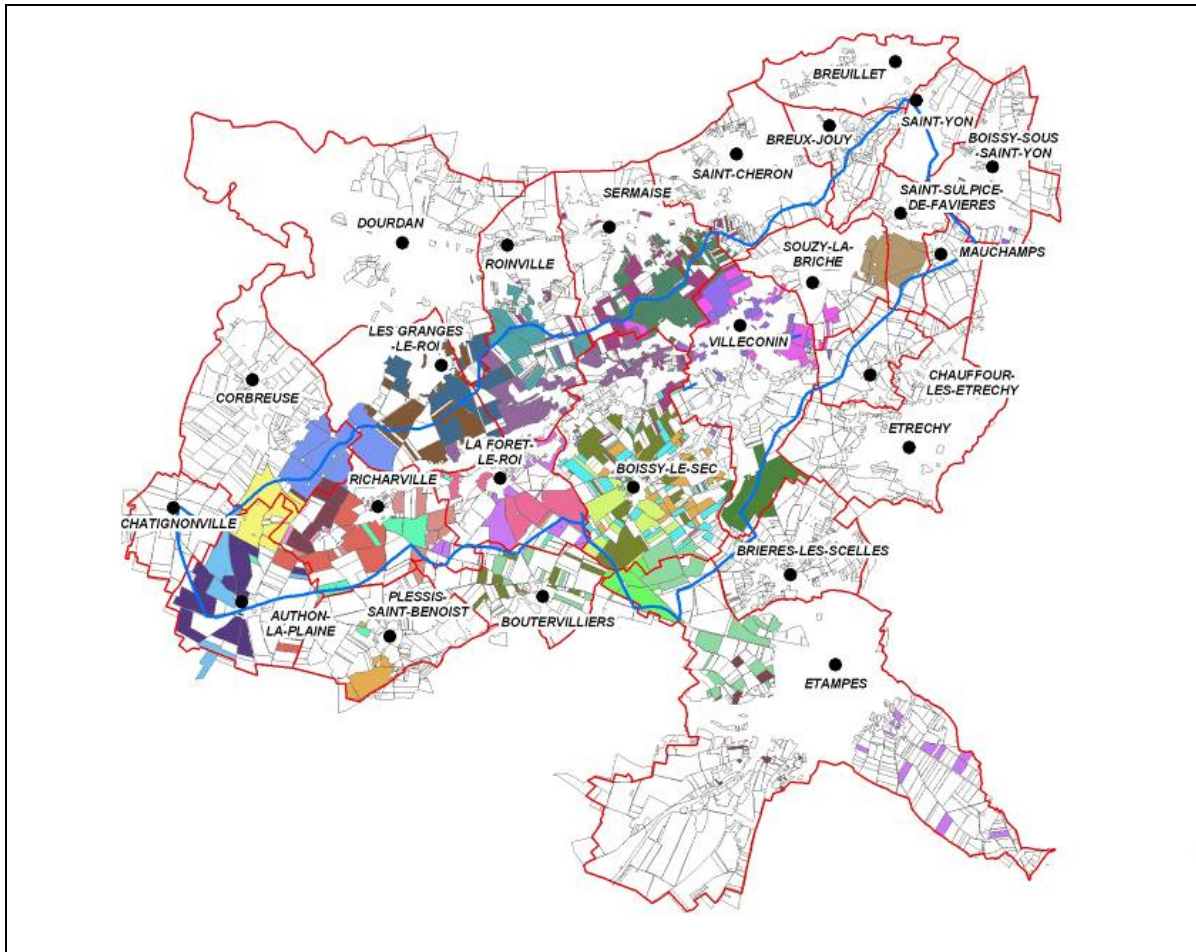 BREUILLET
SAINT-YON
BREUX-JOUY
BOISSY-SOUS
-SAINT-YON
SAINT-CHERON
SERMAISE
SAINT-SULPICE-
DE-FAVIERES
DOURDAN
ROINVILLE
SOUZY-LA-
BRICHE
MAUCHAMPS
LES GRANGES
-LE-ROI
VILLECONIN
CORBREUSE
CHAUFFOUR-
LES-ETRECHY
ETRECHY
LA FORET-
LE-ROI
BOISSY-LE-SEC
RICHARVILLE
CHATIGNONVILLE
BRIERES-LES-SCELLES
AUTHON-
LA-PLAINE
PLESSIS-
SAINT-BENOIST
BOUTERVILLIERS
ETAMPES